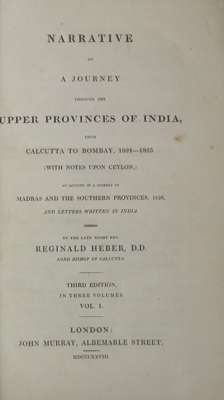 NARRATIVE
OF
A JOURNEY
THROUGH THE
UPPER PROVINCES OF INDIA,
FROM
CALCUTTA TO BOMBAY, 1824—1825
(WITH NOTES UPON CEYLON,)
AN ACCOUNT OF A JOURNEY TO
MADRAS AND THE SOUTHERN PROVINCES, 1826,
AND LETTERS WRITTEN IN INDIA
BY THE LATE RIGHT REV.
REGINALD HEBER, D.D.
LORD BISHOP OF CALCUTTA
THIRD EDITION,
IN THREE VOLUMES
VOL. I.
LONDON:
JOHN MURRAY, ALBEMARLE STREET.
MDCCCXXVIII.